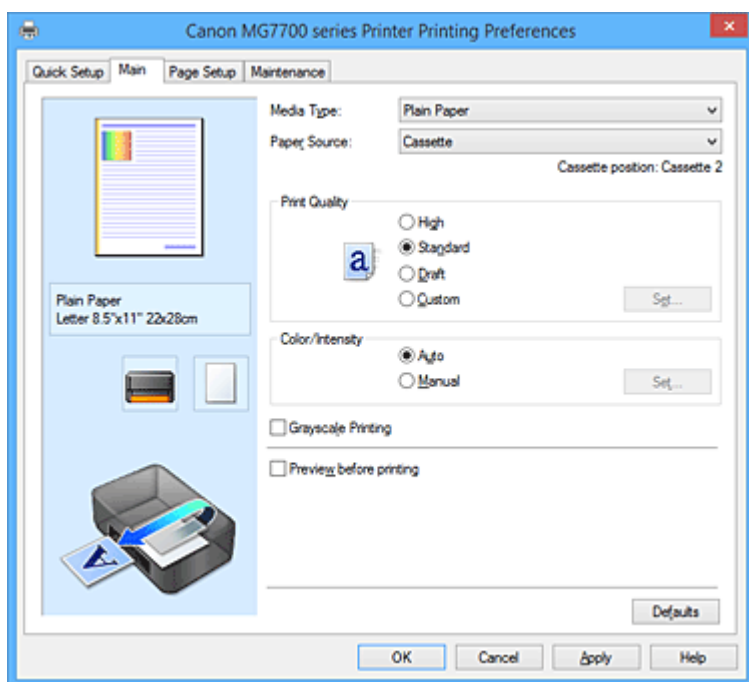 Canon MG7700 series Printer Printing Preferences
Quick Setup Main Page Setup Maintenance
Media Type: Plain Paper
Paper Source: Cassette
Cassette position: Cassette 2
Print Quality
High
a Standard
Draft
Custom Set...
Plain Paper
Letter 8.5"x11" 22x28cm
Color/Intensity
Auto
Manual Set...
Grayscale Printing
Preview before printing
A
Defaults
OK Cancel Apply Help